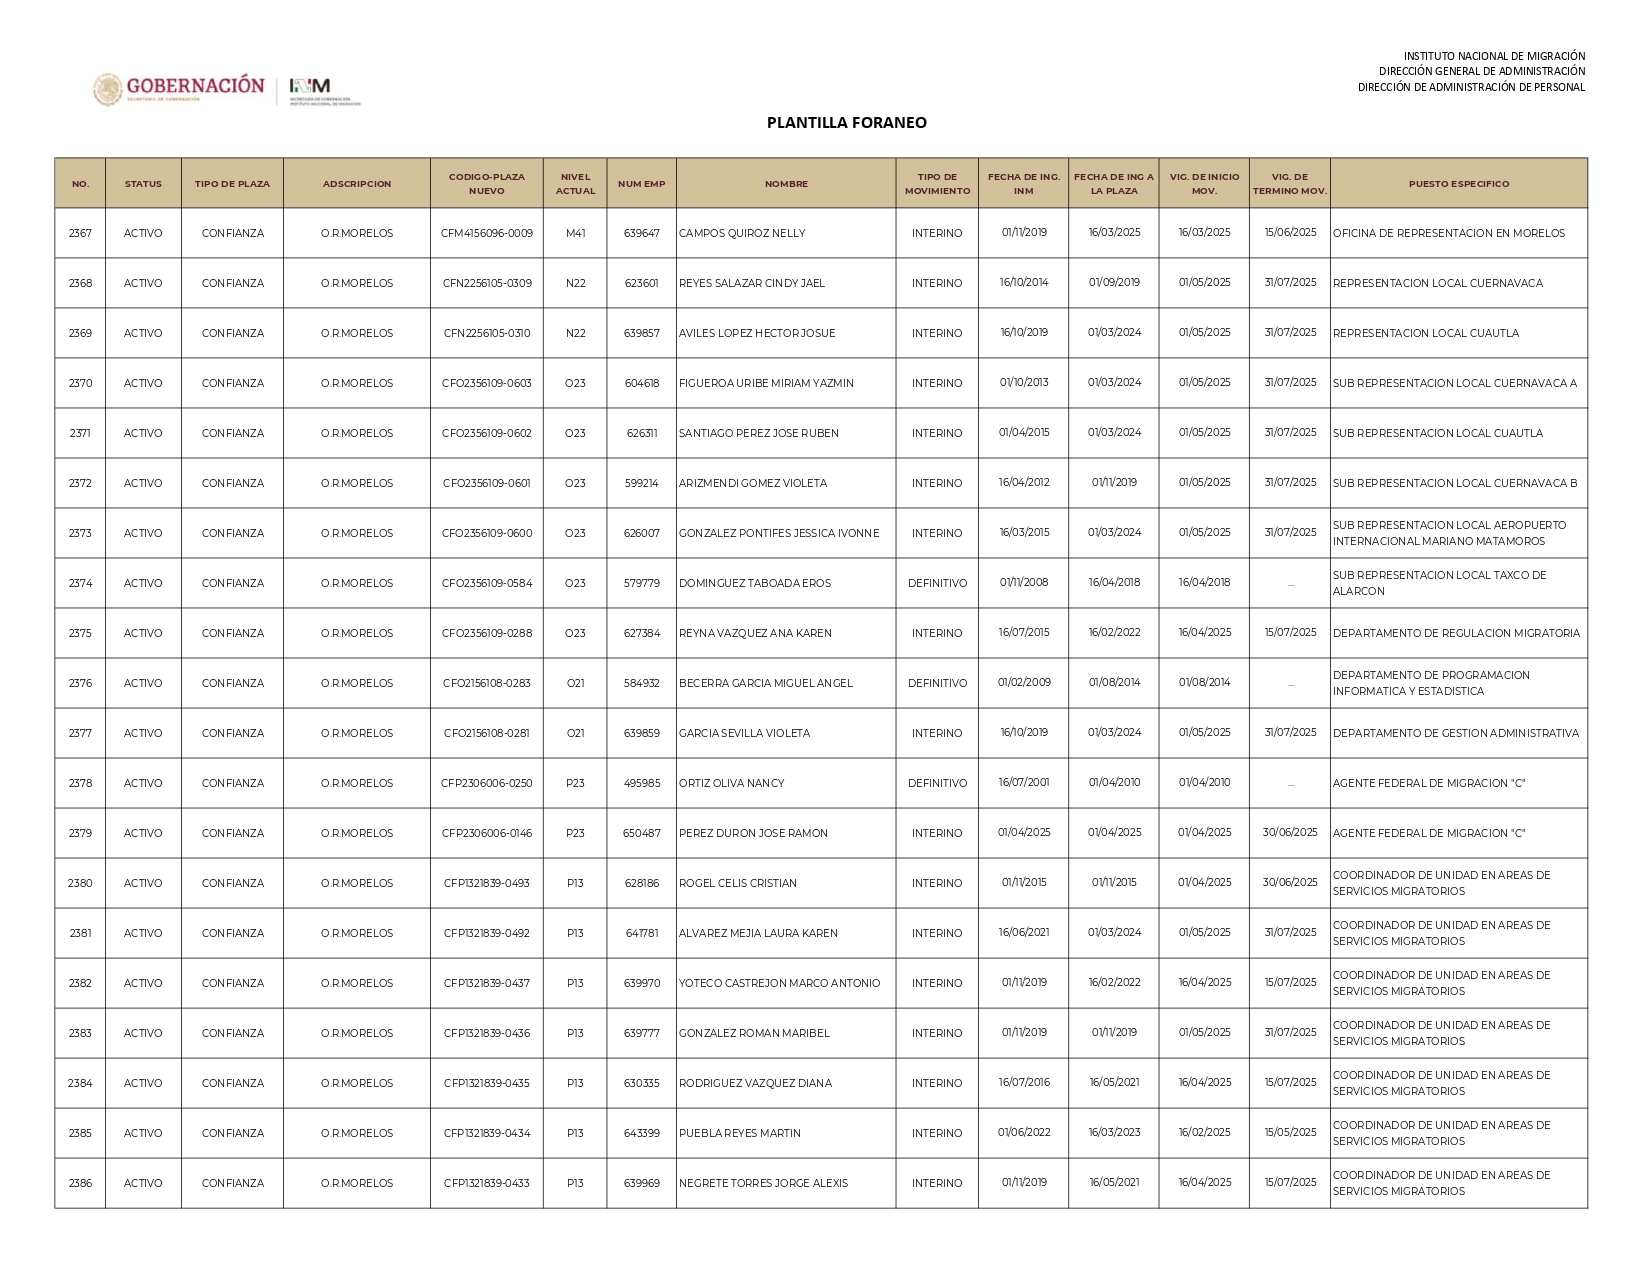 INSTITUTO NACIONAL DE MIGRACIÓN
DIRECCIÓN GENERAL DE ADMINISTRACIÓN
DIRECCIÓN DE ADMINISTRACIÓN DE PERSONAL
GOBERNACIÓN
SECRETARÍA DE GOBERNACIÓN
INM
SECRETARÍA DE GOBERNACIÓN
INSTITUTO NACIONAL DE MIGRACIÓN
PLANTILLA FORANEO
NO. STATUS TIPO DE PLAZA ADSCRIPCION CODIGO-PLAZA NUEVO NIVEL ACTUAL NUM EMP NOMBRE TIPO DE MOVIMIENTO FECHA DE ING. INM FECHA DE ING A LA PLAZA VIG. DE INICIO MOV. VIG. DE TERMINO MOV. PUESTO ESPECIFICO
2367 ACTIVO CONFIANZA O.R.MORELOS CFM4156096-0009 M41 639647 CAMPOS QUIROZ NELLY INTERINO 01/11/2019 16/03/2025 16/03/2025 15/06/2025 OFICINA DE REPRESENTACION EN MORELOS
2368 ACTIVO CONFIANZA O.R.MORELOS CFN2256105-0309 N22 623601 REYES SALAZAR CINDY JAEL INTERINO 16/10/2014 01/09/2019 01/05/2025 31/07/2025 REPRESENTACION LOCAL CUERNAVACA
2369 ACTIVO CONFIANZA O.R.MORELOS CFN2256105-0310 N22 639857 AVILES LOPEZ HECTOR JOSUE INTERINO 16/10/2019 01/03/2024 01/05/2025 31/07/2025 REPRESENTACION LOCAL CUAUTLA
2370 ACTIVO CONFIANZA O.R.MORELOS CFO2356109-0603 O23 604618 FIGUEROA URIBE MIRIAM YAZMIN INTERINO 01/10/2013 01/03/2024 01/05/2025 31/07/2025 SUB REPRESENTACION LOCAL CUERNAVACA A
2371 ACTIVO CONFIANZA O.R.MORELOS CFO2356109-0602 O23 626311 SANTIAGO PEREZ JOSE RUBEN INTERINO 01/04/2015 01/03/2024 01/05/2025 31/07/2025 SUB REPRESENTACION LOCAL CUAUTLA
2372 ACTIVO CONFIANZA O.R.MORELOS CFO2356109-0601 O23 599214 ARIZMENDI GOMEZ VIOLETA INTERINO 16/04/2012 01/11/2019 01/05/2025 31/07/2025 SUB REPRESENTACION LOCAL CUERNAVACA B
2373 ACTIVO CONFIANZA O.R.MORELOS CFO2356109-0600 O23 626007 GONZALEZ PONTIFES JESSICA IVONNE INTERINO 16/03/2015 01/03/2024 01/05/2025 31/07/2025 SUB REPRESENTACION LOCAL AEROPUERTO
INTERNACIONAL MARIANO MATAMOROS
2374 ACTIVO CONFIANZA O.R.MORELOS CFO2356109-0584 O23 579779 DOMINGUEZ TABOADA EROS DEFINITIVO 01/11/2008 16/04/2018 16/04/2018 ... SUB REPRESENTACION LOCAL TAXCO DE
ALARCON
2375 ACTIVO CONFIANZA O.R.MORELOS CFO2356109-0288 O23 627384 REYNA VAZQUEZ ANA KAREN INTERINO 16/07/2015 16/02/2022 16/04/2025 15/07/2025 DEPARTAMENTO DE REGULACION MIGRATORIA
2376 ACTIVO CONFIANZA O.R.MORELOS CFO2156108-0283 O21 584932 BECERRA GARCIA MIGUEL ANGEL DEFINITIVO 01/02/2009 01/08/2014 01/08/2014 ... DEPARTAMENTO DE PROGRAMACION
INFORMATICA Y ESTADISTICA
2377 ACTIVO CONFIANZA O.R.MORELOS CFO2156108-0281 O21 639859 GARCIA SEVILLA VIOLETA INTERINO 16/10/2019 01/03/2024 01/05/2025 31/07/2025 DEPARTAMENTO DE GESTION ADMINISTRATIVA
2378 ACTIVO CONFIANZA O.R.MORELOS CFP2306006-0250 P23 495985 ORTIZ OLIVA NANCY DEFINITIVO 16/07/2001 01/04/2010 01/04/2010 ... AGENTE FEDERAL DE MIGRACION "C"
2379 ACTIVO CONFIANZA O.R.MORELOS CFP2306006-0146 P23 650487 PEREZ DURON JOSE RAMON INTERINO 01/04/2025 01/04/2025 01/04/2025 30/06/2025 AGENTE FEDERAL DE MIGRACION "C"
2380 ACTIVO CONFIANZA O.R.MORELOS CFP1321839-0493 P13 628186 ROGEL CELIS CRISTIAN INTERINO 01/11/2015 01/11/2015 01/04/2025 30/06/2025 COORDINADOR DE UNIDAD EN AREAS DE
SERVICIOS MIGRATORIOS
2381 ACTIVO CONFIANZA O.R.MORELOS CFP1321839-0492 P13 641781 ALVAREZ MEJIA LAURA KAREN INTERINO 16/06/2021 01/03/2024 01/05/2025 31/07/2025 COORDINADOR DE UNIDAD EN AREAS DE
SERVICIOS MIGRATORIOS
2382 ACTIVO CONFIANZA O.R.MORELOS CFP1321839-0437 P13 639970 YOTECO CASTREJON MARCO ANTONIO INTERINO 01/11/2019 16/02/2022 16/04/2025 15/07/2025 COORDINADOR DE UNIDAD EN AREAS DE
SERVICIOS MIGRATORIOS
2383 ACTIVO CONFIANZA O.R.MORELOS CFP1321839-0436 P13 639777 GONZALEZ ROMAN MARIBEL INTERINO 01/11/2019 01/11/2019 01/05/2025 31/07/2025 COORDINADOR DE UNIDAD EN AREAS DE
SERVICIOS MIGRATORIOS
2384 ACTIVO CONFIANZA O.R.MORELOS CFP1321839-0435 P13 630335 RODRIGUEZ VAZQUEZ DIANA INTERINO 16/07/2016 16/05/2021 16/04/2025 15/07/2025 COORDINADOR DE UNIDAD EN AREAS DE
SERVICIOS MIGRATORIOS
2385 ACTIVO CONFIANZA O.R.MORELOS CFP1321839-0434 P13 643399 PUEBLA REYES MARTIN INTERINO 01/06/2022 16/03/2023 16/02/2025 15/05/2025 COORDINADOR DE UNIDAD EN AREAS DE
SERVICIOS MIGRATORIOS
2386 ACTIVO CONFIANZA O.R.MORELOS CFP1321839-0433 P13 639969 NEGRETE TORRES JORGE ALEXIS INTERINO 01/11/2019 16/05/2021 16/04/2025 15/07/2025 COORDINADOR DE UNIDAD EN AREAS DE
SERVICIOS MIGRATORIOS